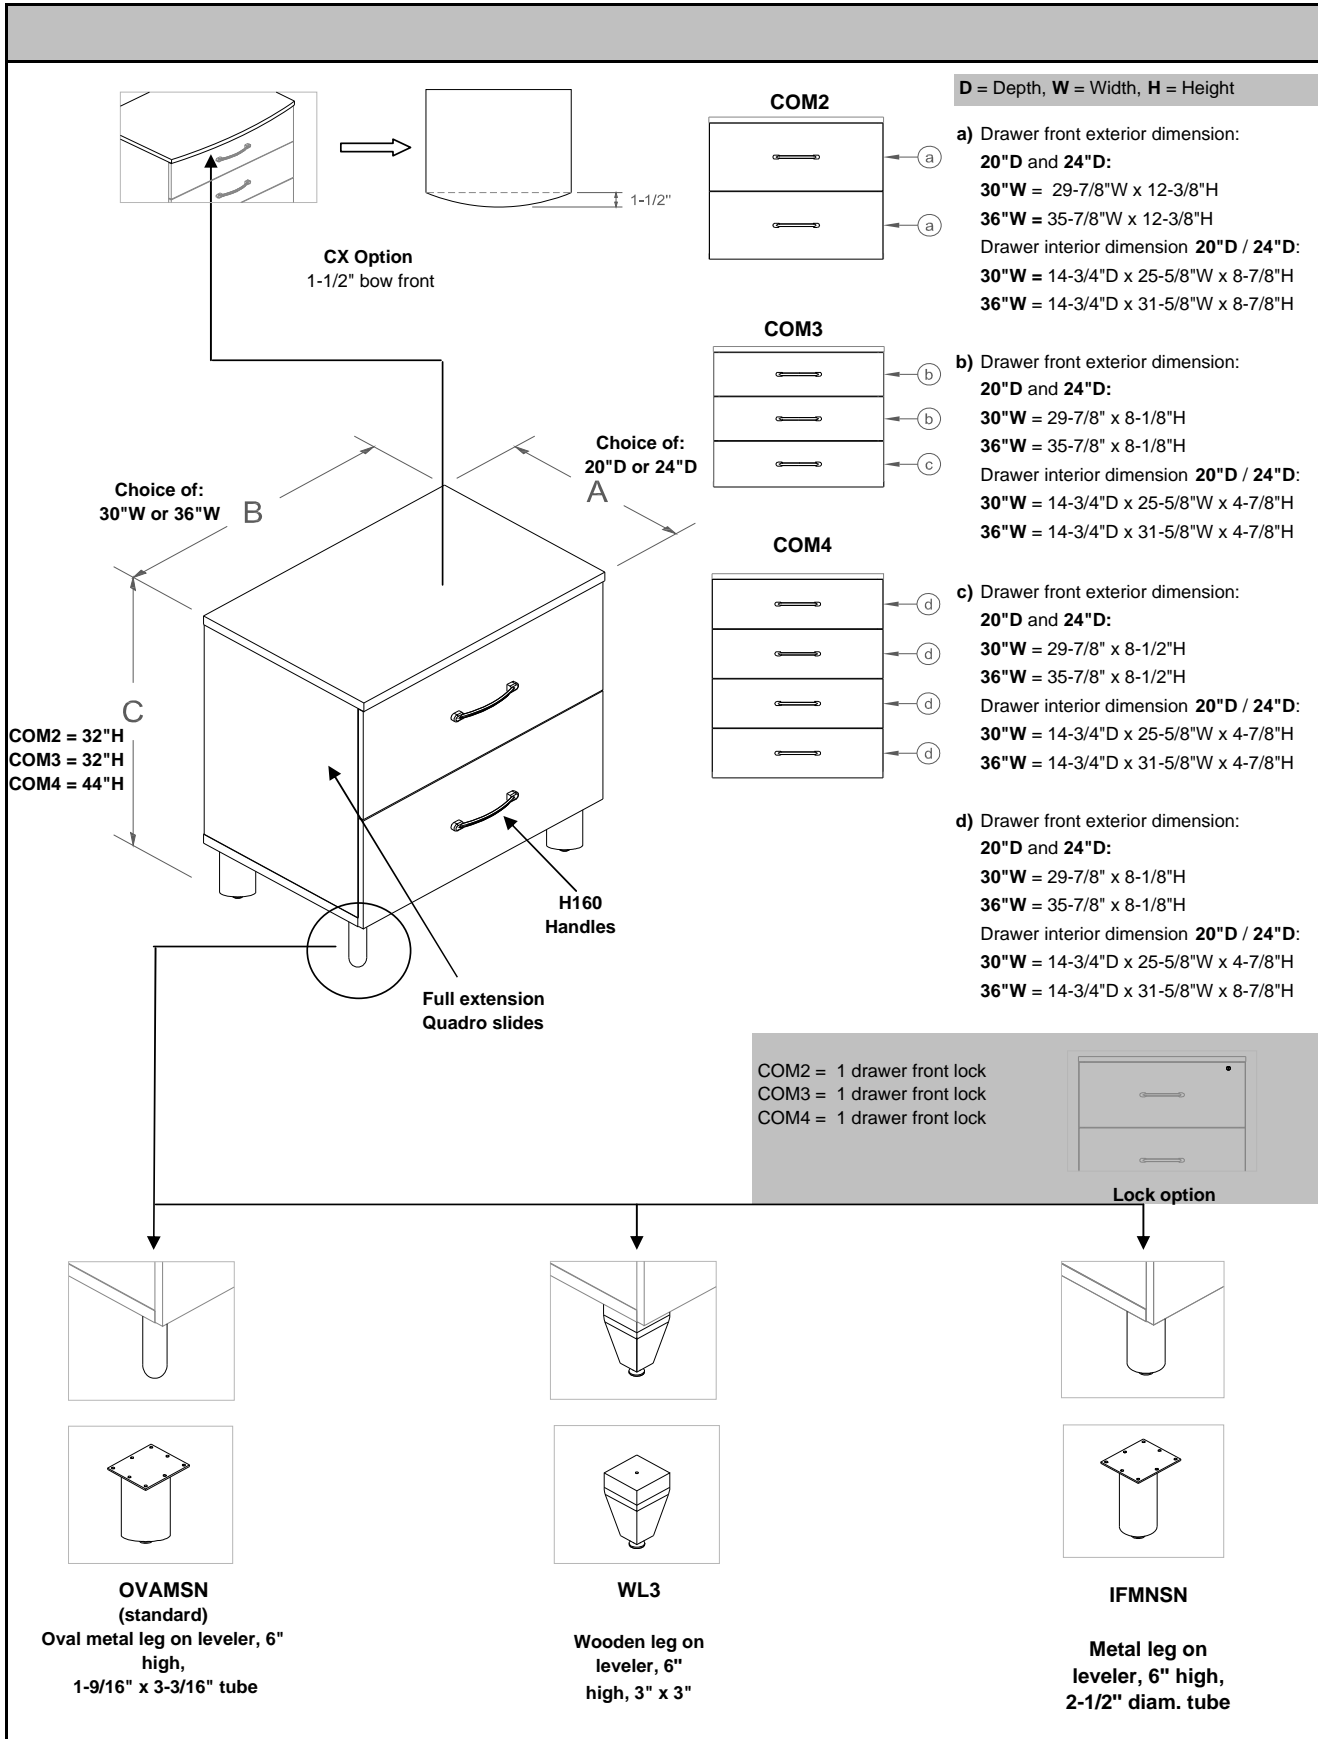 D = Depth, W = Width, H = Height
1-1/2"
CX Option
1-1/2" bow front
COM2
a
a
COM3
b
b
c
COM4
d
d
d
d
a) Drawer front exterior dimension:
20"D and 24"D:
30"W = 29-7/8"W x 12-3/8"H
36"W = 35-7/8"W x 12-3/8"H
Drawer interior dimension 20"D / 24"D:
30"W = 14-3/4"D x 25-5/8"W x 8-7/8"H
36"W = 14-3/4"D x 31-5/8"W x 8-7/8"H
b) Drawer front exterior dimension:
20"D and 24"D:
30"W = 29-7/8" x 8-1/8"H
36"W = 35-7/8" x 8-1/8"H
Drawer interior dimension 20"D / 24"D:
30"W = 14-3/4"D x 25-5/8"W x 4-7/8"H
36"W = 14-3/4"D x 31-5/8"W x 4-7/8"H
c) Drawer front exterior dimension:
20"D and 24"D:
30"W = 29-7/8" x 8-1/2"H
36"W = 35-7/8" x 8-1/2"H
Drawer interior dimension 20"D / 24"D:
30"W = 14-3/4"D x 25-5/8"W x 4-7/8"H
36"W = 14-3/4"D x 31-5/8"W x 4-7/8"H
d) Drawer front exterior dimension:
20"D and 24"D:
30"W = 29-7/8" x 8-1/8"H
36"W = 35-7/8" x 8-1/8"H
Drawer interior dimension 20"D / 24"D:
30"W = 14-3/4"D x 25-5/8"W x 4-7/8"H
36"W = 14-3/4"D x 31-5/8"W x 8-7/8"H
Choice of:
20"D or 24"D
A
Choice of:
30"W or 36"W
B
C
COM2 = 32"H
COM3 = 32"H
COM4 = 44"H
H160
Handles
Full extension
Quadro slides
COM2 = 1 drawer front lock
COM3 = 1 drawer front lock
COM4 = 1 drawer front lock
Lock option
OVAMSN
(standard)
Oval metal leg on leveler, 6"
high,
1-9/16" x 3-3/16" tube
WL3
Wooden leg on
leveler, 6"
high, 3" x 3"
IFMNSN
Metal leg on
leveler, 6" high,
2-1/2" diam. tube